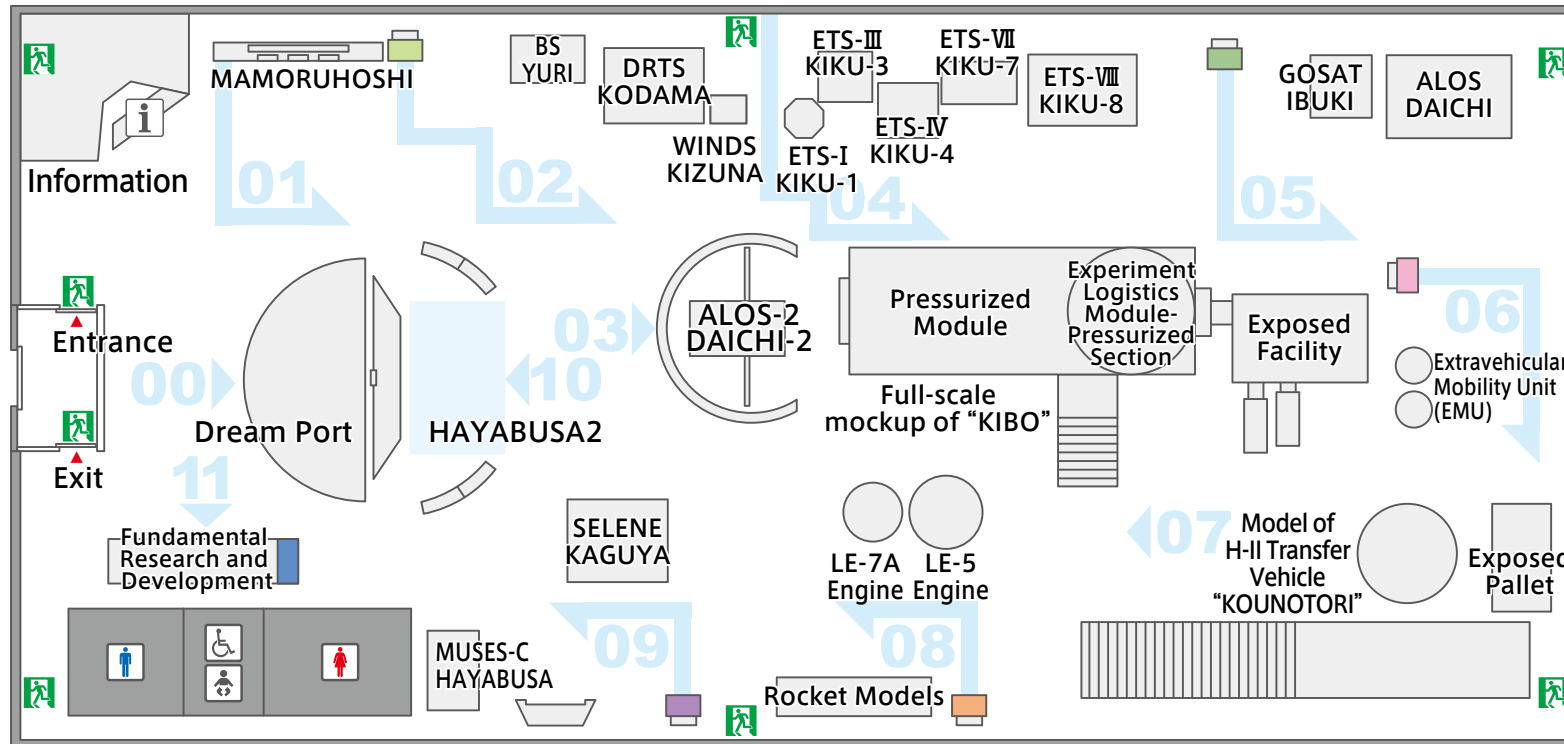 i
Information
MAMORUHOSHI
BS
YURI
DRTS
KODAMA
WINDS
KIZUNA
ETS-Ⅲ
KIKU-3
ETS-Ⅶ
KIKU-7
ETS-I
KIKU-1
ETS-Ⅳ
KIKU-4
ETS-Ⅷ
KIKU-8
GOSAT
IBUKI
ALOS
DAICHI
01
02
04
05
Entrance
00
Exit
11
Dream Port
HAYABUSA2
10
03
ALOS-2
DAICHI-2
Pressurized
Module
Experiment
Logistics
Module-
Pressurized
Section
Full-scale
mockup of “KIBO”
Exposed
Facility
06
Extravehicular
Mobility Unit
(EMU)
Fundamental
Research and
Development
SELENE
KAGUYA
LE-7A
Engine
LE-5
Engine
07
Model of
H-II Transfer
Vehicle
“KOUNOTORI”
Exposed
Pallet
MUSES-C
HAYABUSA
09
08
Rocket Models